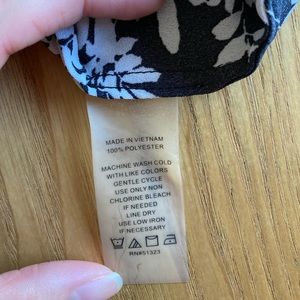 MADE IN VIETNAM
100% POLYESTER
MACHINE WASH COLD
WITH LIKE COLORS
GENTLE CYCLE
USE ONLY NON
CHLORINE BLEACH
IF NEEDED
LINE DRY
USE LOW IRON
IF NECESSARY
RN#51323